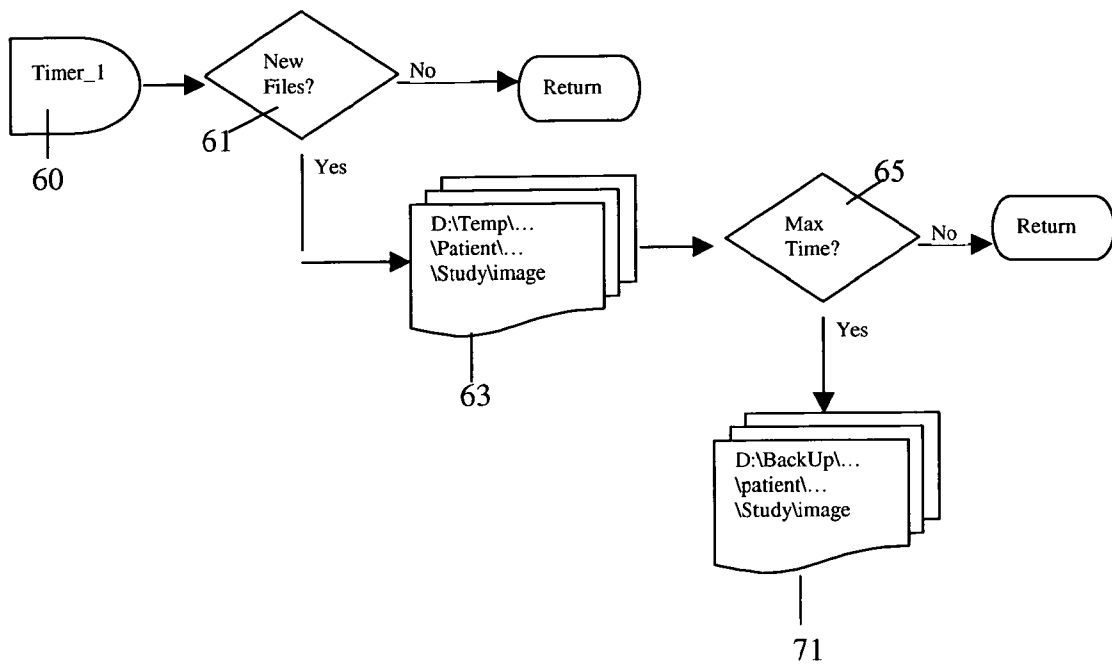 Timer_1
60
New
Files?
61
No
Return
Yes
D:\Temp\...
\Patient\...
\Study\image
63
65
Max
Time?
No
Return
Yes
D:\BackUp\...
\patient\...
\Study\image
71